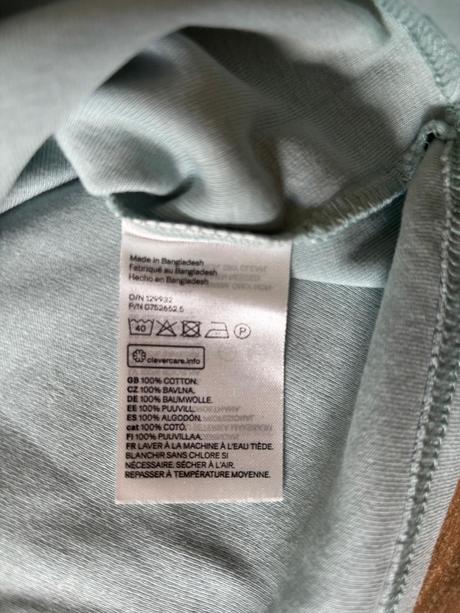 Made in Bangladesh
Fabriqué au Bangladesh
Hecho en Bangladesh
O/N 129932
P/N 0752652.5
40
P
clevercare.info
GB 100% COTTON.
CZ 100% BAVLNA.
DE 100% BAUMWOLLE.
EE 100% PUUVILL.
ES 100% ALGODÓN.
cat 100% COTÓ.
FI 100% PUUVILLAA.
FR LAVER À LA MACHINE À L'EAU TIÈDE.
BLANCHIR SANS CHLORE SI
NÉCESSAIRE. SÉCHER À L'AIR.
REPASSER À TEMPÉRATURE MOYENNE.